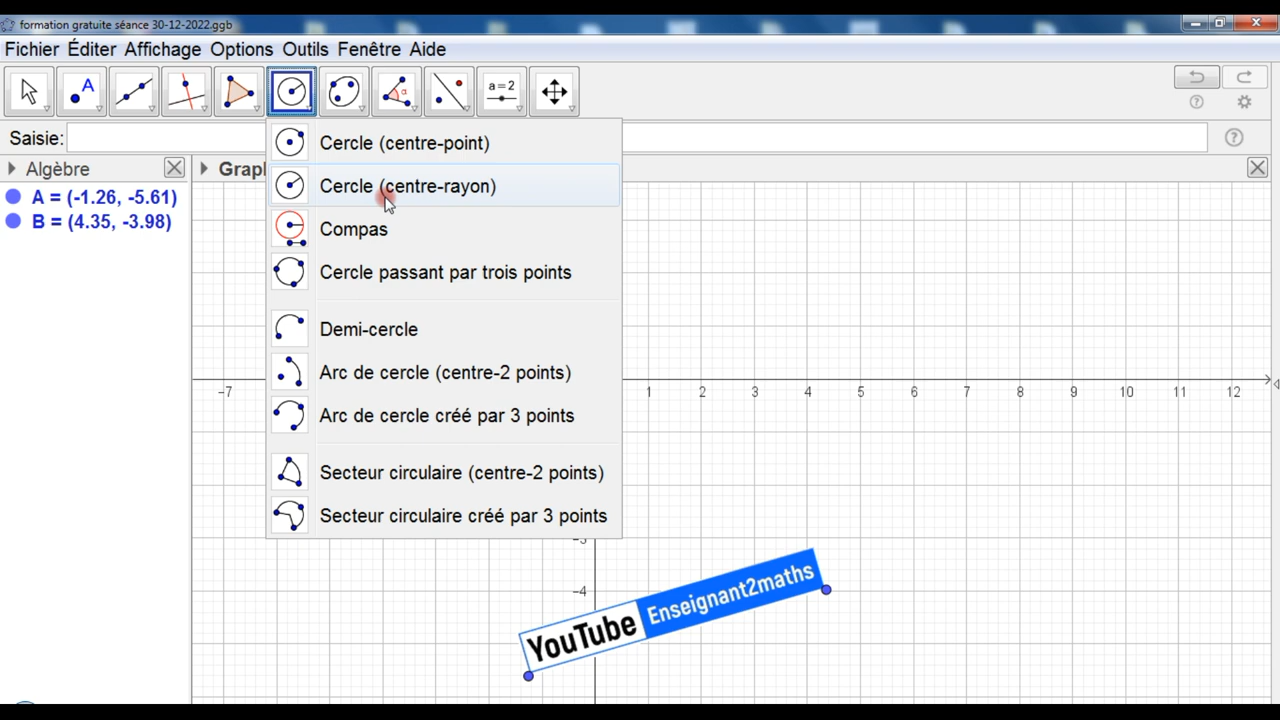 formation gratuite séance 30-12-2022.ggb
Fichier Éditer Affichage Options Outils Fenêtre Aide
A
α
a=2
Saisie:
Algèbre
A = (-1.26, -5.61)
B = (4.35, -3.98)
Cercle (centre-point)
Cercle (centre-rayon)
Compas
Cercle passant par trois points
Demi-cercle
Arc de cercle (centre-2 points)
Arc de cercle créé par 3 points
Secteur circulaire (centre-2 points)
Secteur circulaire créé par 3 points
-7 1 2 3 4 5 6 7 8 9 10 11 12
-4
YouTube Enseignant2maths